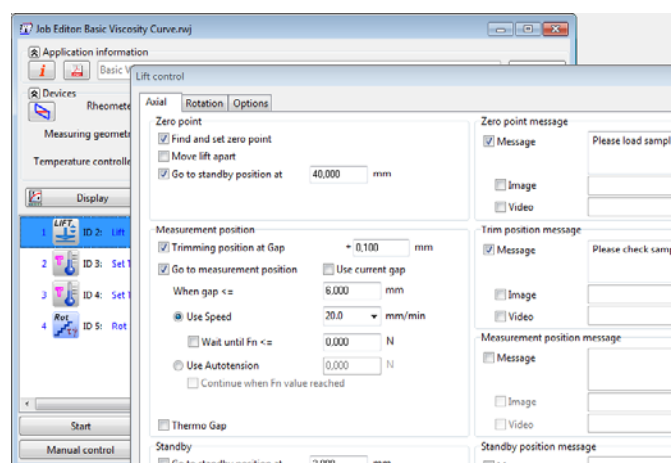 Job Editor: Basic Viscosity Curve.rwj
Application information
Basic V
Devices
Rheomete
Measuring geometr
Temperature controlle
Display
1 LIFT ID 2: Lift
2 ID 3: Set T
3 ID 4: Set T
4 Rot ID 5: Rot
Start
Manual control
Lift control
Axial Rotation Options
Zero point
Find and set zero point
Move lift apart
Go to standby position at 40,000 mm
Measurement position
Trimming position at Gap + 0,100 mm
Go to measurement position Use current gap
When gap <= 6,000 mm
Use Speed 20.0 mm/min
Wait until Fn <= 0,000 N
Use Autotension 0,000 N
Continue when Fn value reached
Thermo Gap
Standby
Zero point message
Message Please load sampl
Image
Video
Trim position message
Message Please check samp
Image
Video
Measurement position message
Message
Image
Video
Standby position message